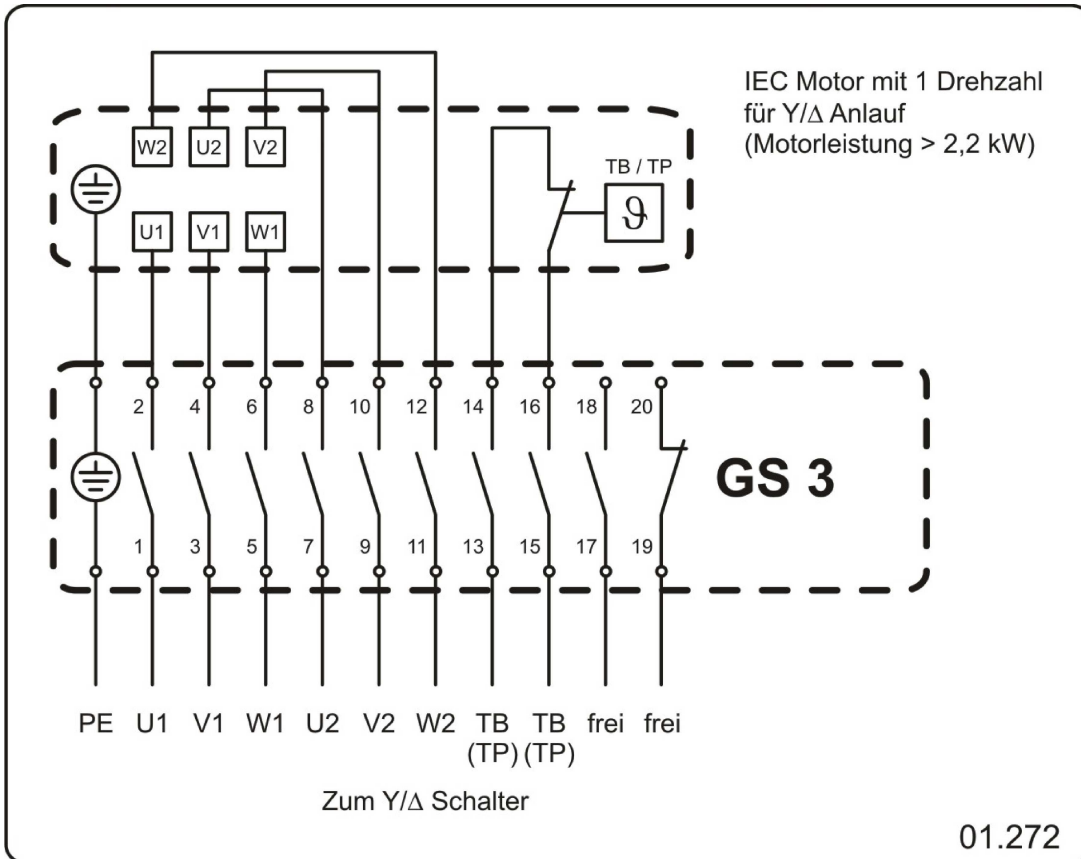 IEC Motor mit 1 Drehzahl
für Y/Δ Anlauf
(Motorleistung > 2,2 kW)
W2 U2 V2
TB / TP
ϑ
U1 V1 W1
2 4 6 8 10 12 14 16 18 20
GS 3
1 3 5 7 9 11 13 15 17 19
PE U1 V1 W1 U2 V2 W2 TB TB frei frei
(TP) (TP)
Zum Y/Δ Schalter
01.272